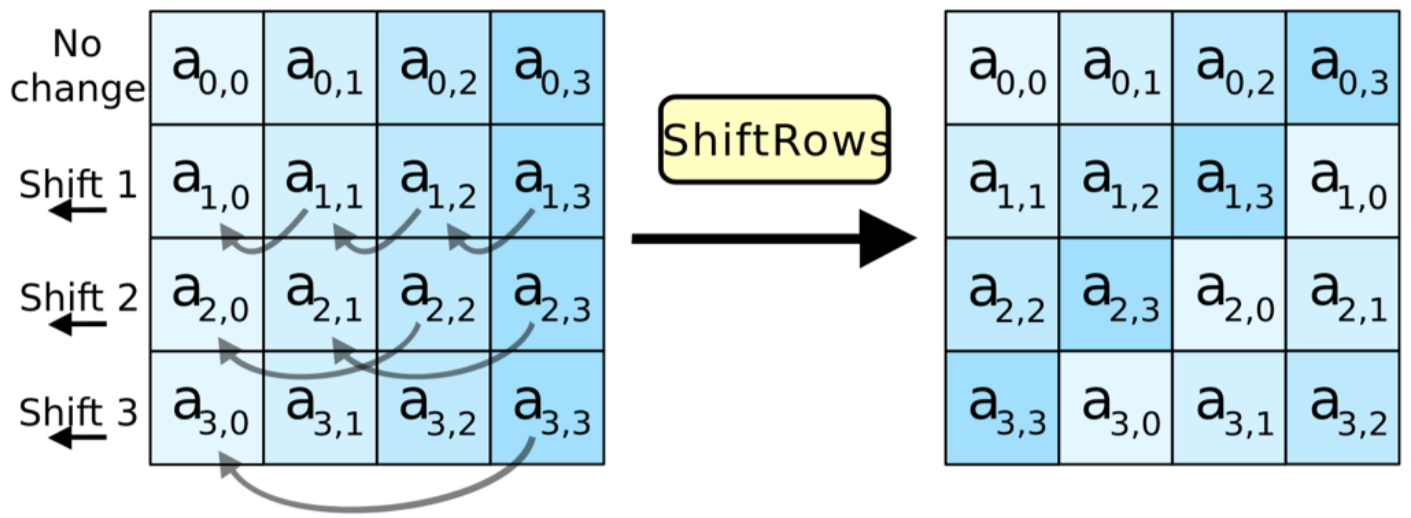 No
change
a0,0 a0,1 a0,2 a0,3
Shift 1
a1,0 a1,1 a1,2 a1,3
Shift 2
a2,0 a2,1 a2,2 a2,3
Shift 3
a3,0 a3,1 a3,2 a3,3
ShiftRows
a0,0 a0,1 a0,2 a0,3
a1,1 a1,2 a1,3 a1,0
a2,2 a2,3 a2,0 a2,1
a3,3 a3,0 a3,1 a3,2